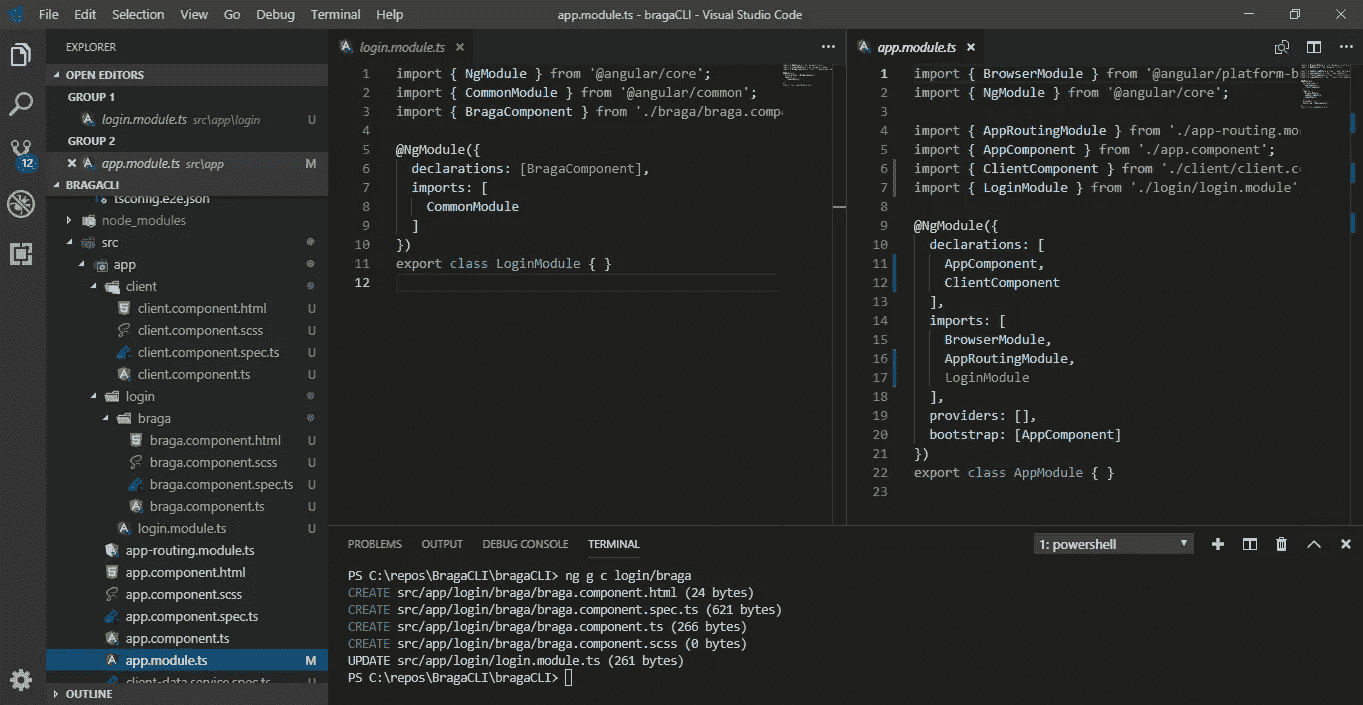 File Edit Selection View Go Debug Terminal Help
app.module.ts - bragaCLI - Visual Studio Code
EXPLORER
OPEN EDITORS
GROUP 1
login.module.ts src\app\login U
GROUP 2
app.module.ts src\app M
12
BRAGACLI
tsconfig.e2e.json
node_modules
src
app
client
client.component.html U
client.component.scss U
client.component.spec.ts U
client.component.ts U
login
braga
braga.component.html U
braga.component.scss U
braga.component.spec.ts U
braga.component.ts U
login.module.ts U
app-routing.module.ts
app.component.html
app.component.scss
app.component.spec.ts
app.component.ts
app.module.ts M
client-data.service.spec.ts U
OUTLINE
login.module.ts
1 import { NgModule } from '@angular/core';
2 import { CommonModule } from '@angular/common';
3 import { BragaComponent } from './braga/braga.comp
4
5 @NgModule({
6 declarations: [BragaComponent],
7 imports: [
8 CommonModule
9 ]
10 })
11 export class LoginModule { }
12
app.module.ts
1 import { BrowserModule } from '@angular/platform-b
2 import { NgModule } from '@angular/core';
3
4 import { AppRoutingModule } from './app-routing.mo
5 import { AppComponent } from './app.component';
6 import { ClientComponent } from './client/client.c
7 import { LoginModule } from './login/login.module'
8
9 @NgModule({
10 declarations: [
11 AppComponent,
12 ClientComponent
13 ],
14 imports: [
15 BrowserModule,
16 AppRoutingModule,
17 LoginModule
18 ],
19 providers: [],
20 bootstrap: [AppComponent]
21 })
22 export class AppModule { }
23
PROBLEMS OUTPUT DEBUG CONSOLE TERMINAL
1: powershell
PS C:\repos\BragaCLI\bragaCLI> ng g c login/braga
CREATE src/app/login/braga/braga.component.html (24 bytes)
CREATE src/app/login/braga/braga.component.spec.ts (621 bytes)
CREATE src/app/login/braga/braga.component.ts (266 bytes)
CREATE src/app/login/braga/braga.component.scss (0 bytes)
UPDATE src/app/login/login.module.ts (261 bytes)
PS C:\repos\BragaCLI\bragaCLI>